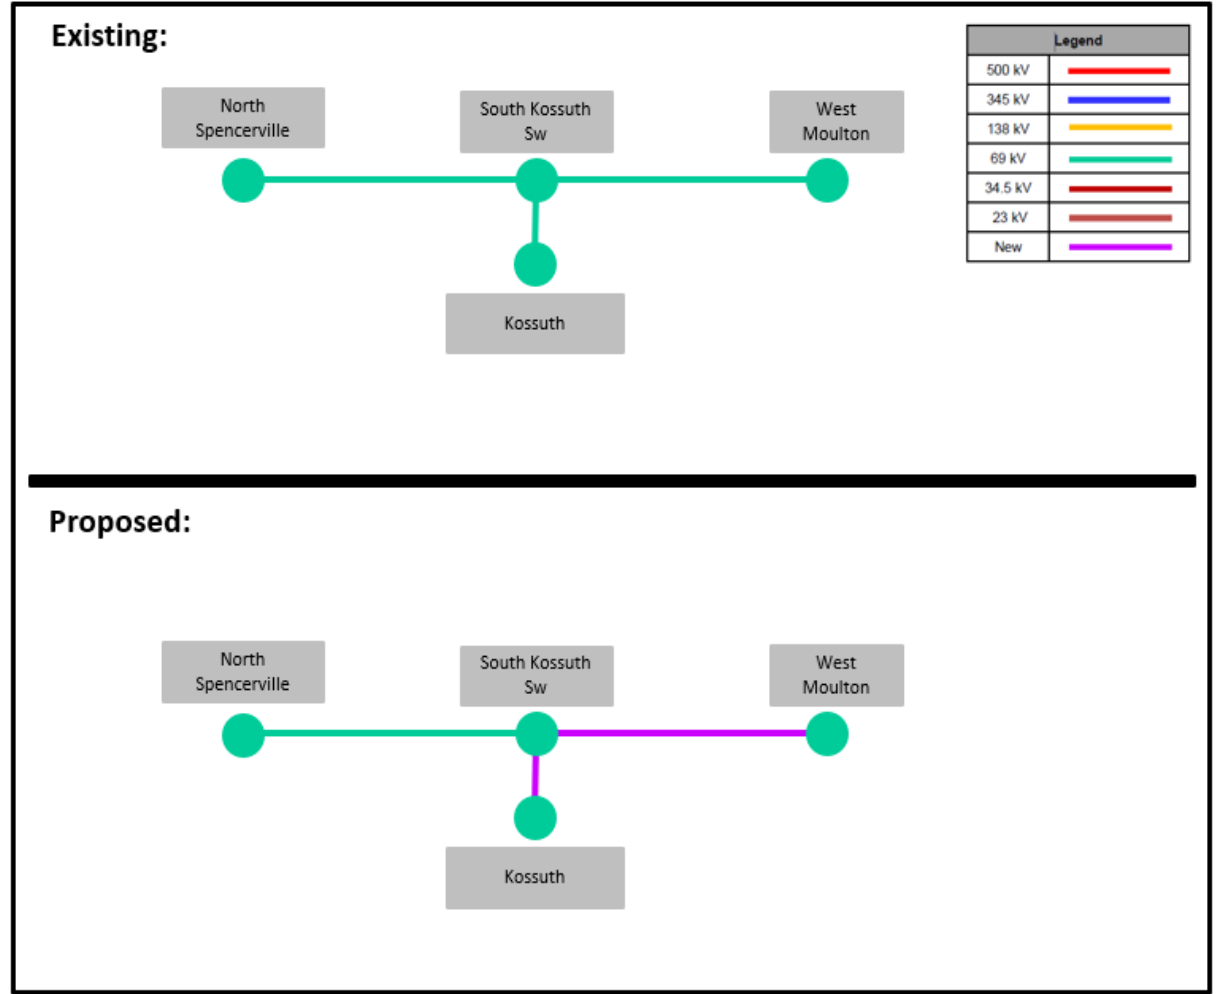 Existing:
North
Spencerville
South Kossuth
Sw
West
Moulton
Kossuth
Legend
500 kV
345 kV
138 kV
69 kV
34.5 kV
23 kV
New
Proposed:
North
Spencerville
South Kossuth
Sw
West
Moulton
Kossuth